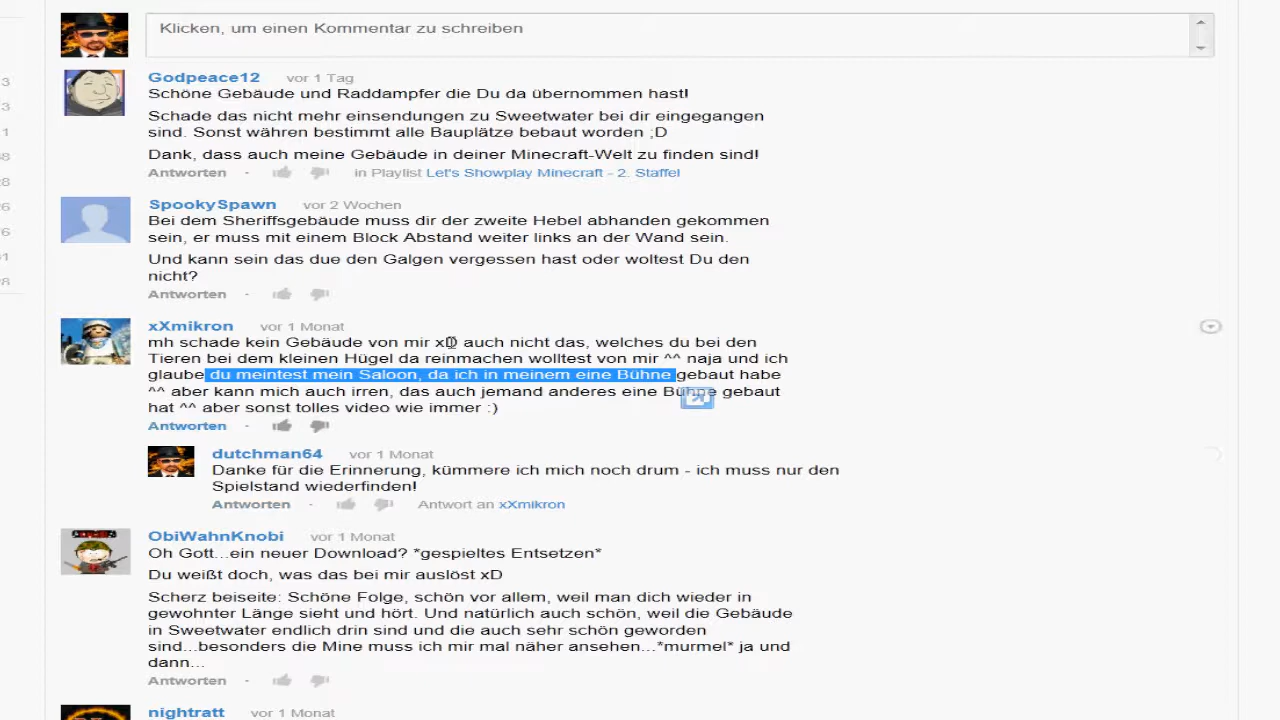 Klicken, um einen Kommentar zu schreiben
Godpeace12 vor 1 Tag
Schöne Gebäude und Raddampfer die Du da übernommen hast!
Schade das nicht mehr einsendungen zu Sweetwater bei dir eingegangen
sind. Sonst währen bestimmt alle Bauplätze bebaut worden ;D
Dank, dass auch meine Gebäude in deiner Minecraft-Welt zu finden sind!
Antworten · in Playlist Let's Showplay Minecraft - 2. Staffel
SpookySpawn vor 2 Wochen
Bei dem Sheriffsgebäude muss dir der zweite Hebel abhanden gekommen
sein, er muss mit einem Block Abstand weiter links an der Wand sein.
Und kann sein das due den Galgen vergessen hast oder woltest Du den
nicht?
Antworten ·
xXmikron vor 1 Monat
mh schade kein Gebäude von mir xD auch nicht das, welches du bei den
Tieren bei dem kleinen Hügel da reinmachen wolltest von mir ^^ naja und ich
glaube du meintest mein Saloon, da ich in meinem eine Bühne gebaut habe
^^ aber kann mich auch irren, das auch jemand anderes eine Bühne gebaut
hat ^^ aber sonst tolles video wie immer :)
Antworten ·
dutchman64 vor 1 Monat
Danke für die Erinnerung, kümmere ich mich noch drum - ich muss nur den
Spielstand wiederfinden!
Antworten · Antwort an xXmikron
ObiWahnKnobi vor 1 Monat
Oh Gott...ein neuer Download? *gespieltes Entsetzen*
Du weißt doch, was das bei mir auslöst xD
Scherz beiseite: Schöne Folge, schön vor allem, weil man dich wieder in
gewohnter Länge sieht und hört. Und natürlich auch schön, weil die Gebäude
in Sweetwater endlich drin sind und die auch sehr schön geworden
sind...besonders die Mine muss ich mir mal näher ansehen...*murmel* ja und
dann...
Antworten ·
nightratt vor 1 Monat